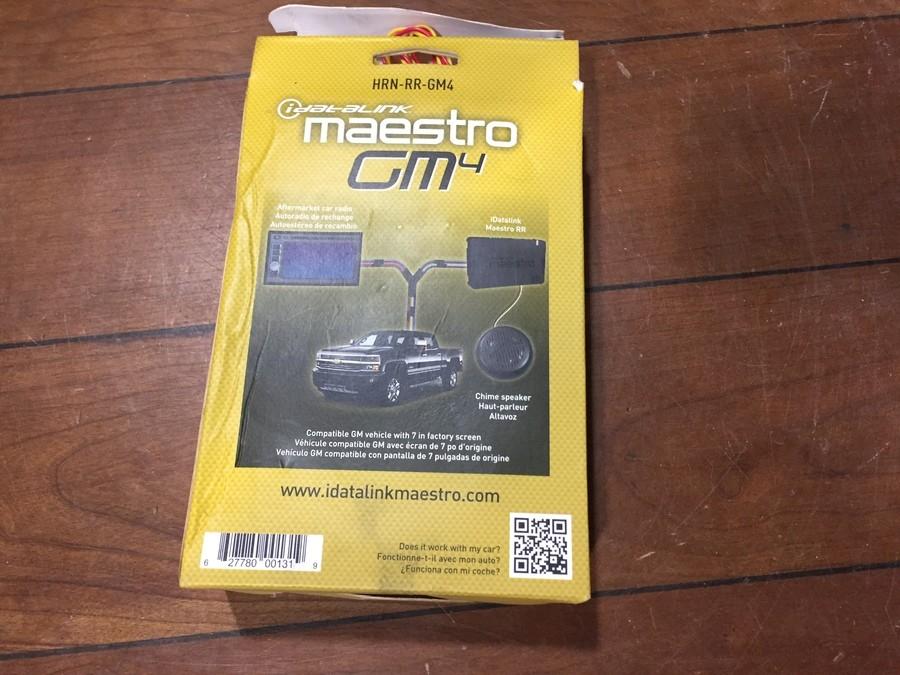 HRN-RR-GM4
iDataLink
maestro
GM4
Aftermarket car radio
Autoradio de rechange
Autoestéreo de recambio
iDatalink
Maestro RR
Chime speaker
Haut-parleur
Altavoz
Compatible GM vehicle with 7 in factory screen
Véhicule compatible GM avec écran de 7 po d'origine
Vehículo GM compatible con pantalla de 7 pulgadas de origine
www.idatalinkmaestro.com
Does it work with my car?
Fonctionne-t-il avec mon auto?
¿Funciona con mi coche?
6 27780 00131 9